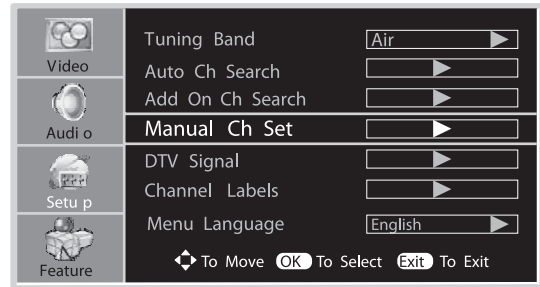 Video
Audi o
Setu p
Feature
Tuning Band Air
Auto Ch Search
Add On Ch Search
Manual Ch Set
DTV Signal
Channel Labels
Menu Language English
To Move OK To Select Exit To Exit